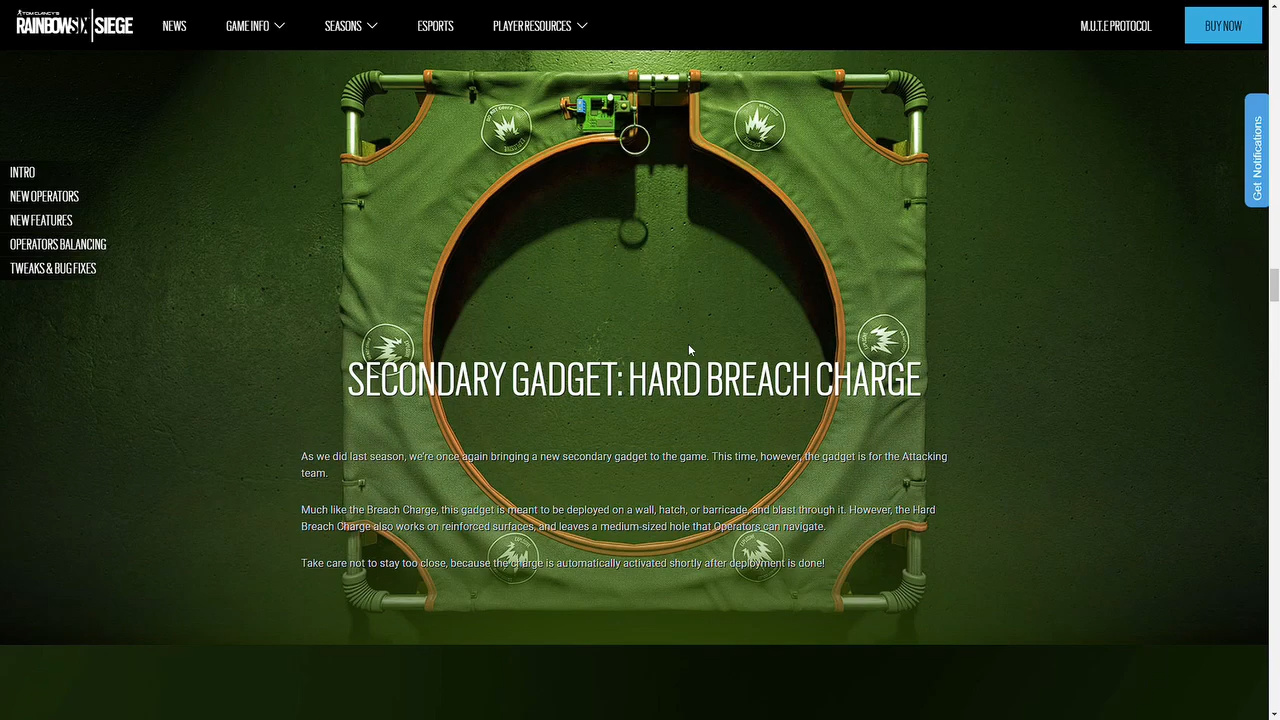 TOM CLANCY'S
RAINBOWSIX | SIEGE
NEWS
GAME INFO
SEASONS
ESPORTS
PLAYER RESOURCES
M.U.T.E PROTOCOL
BUY NOW
Get Notifications
INTRO
NEW OPERATORS
NEW FEATURES
OPERATORS BALANCING
TWEAKS & BUG FIXES
SECONDARY GADGET: HARD BREACH CHARGE
As we did last season, we're once again bringing a new secondary gadget to the game. This time, however, the gadget is for the Attacking
team.
Much like the Breach Charge, this gadget is meant to be deployed on a wall, hatch, or barricade, and blast through it. However, the Hard
Breach Charge also works on reinforced surfaces, and leaves a medium-sized hole that Operators can navigate.
Take care not to stay too close, because the charge is automatically activated shortly after deployment is done!